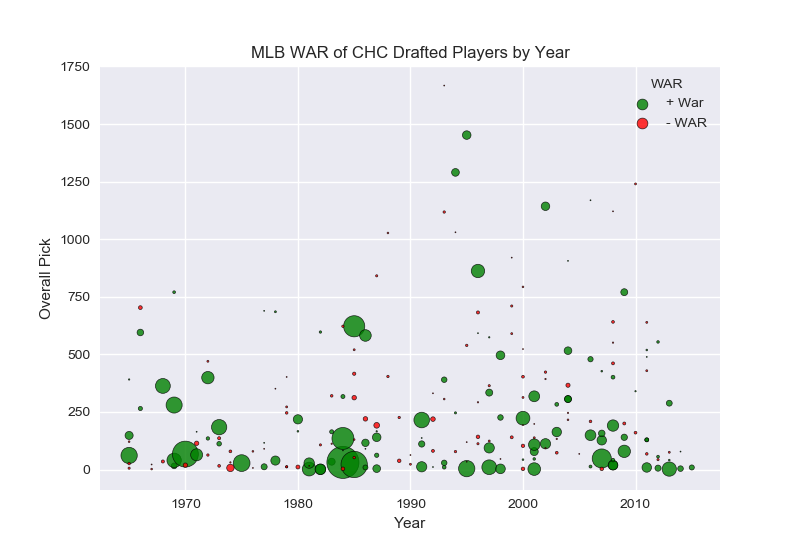 MLB WAR of CHC Drafted Players by Year
1750
1500
1250
1000
750
500
250
0
Overall Pick
WAR
+ War
- WAR
1970
1980
1990
2000
2010
Year